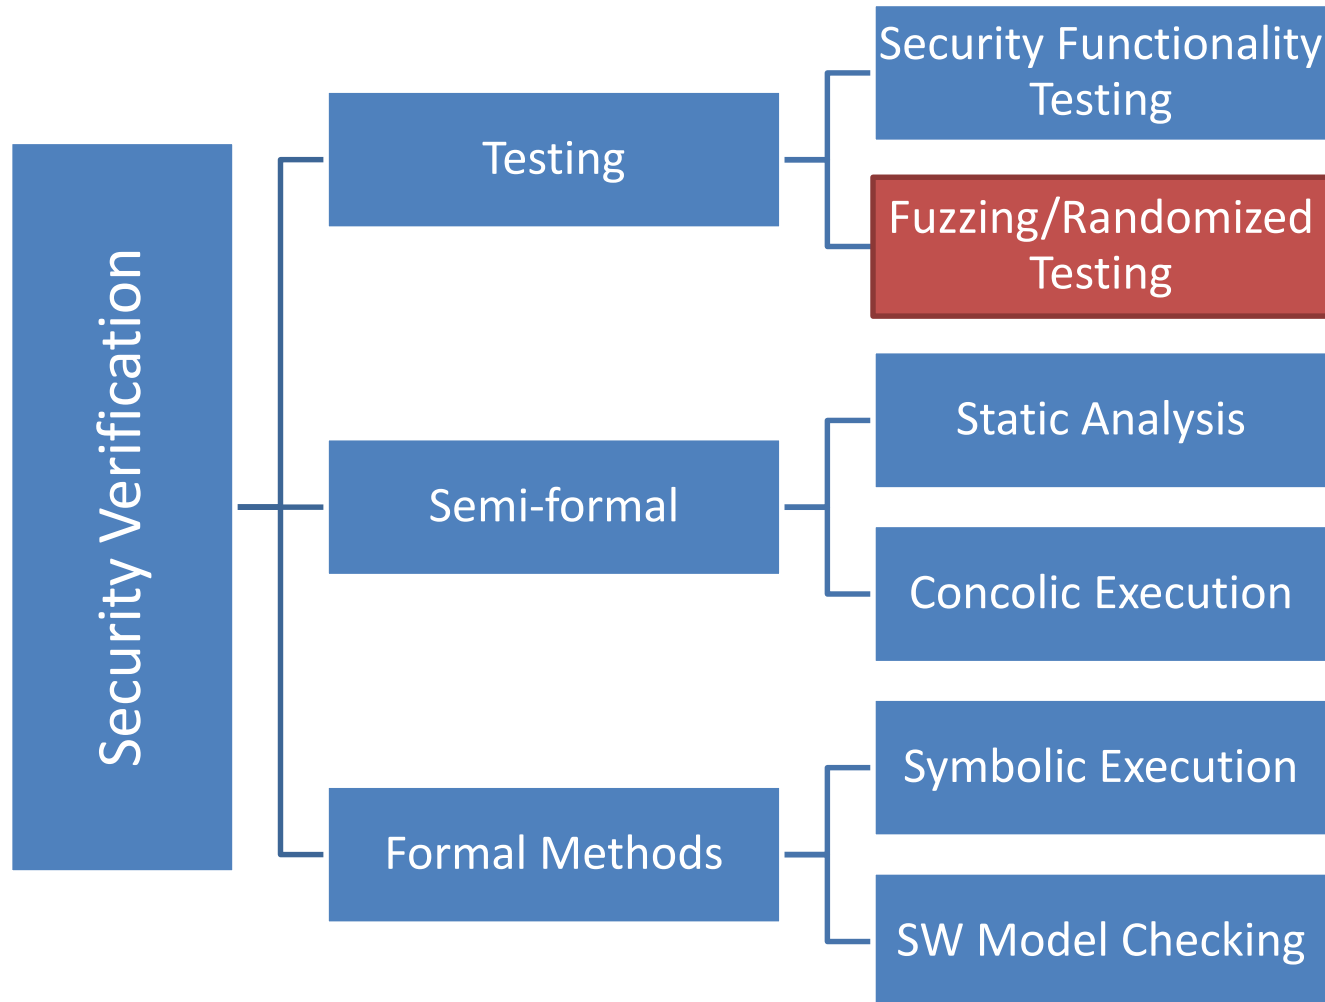 Security Verification
Testing
Security Functionality
Testing
Fuzzing/Randomized
Testing
Semi-formal
Static Analysis
Concolic Execution
Formal Methods
Symbolic Execution
SW Model Checking